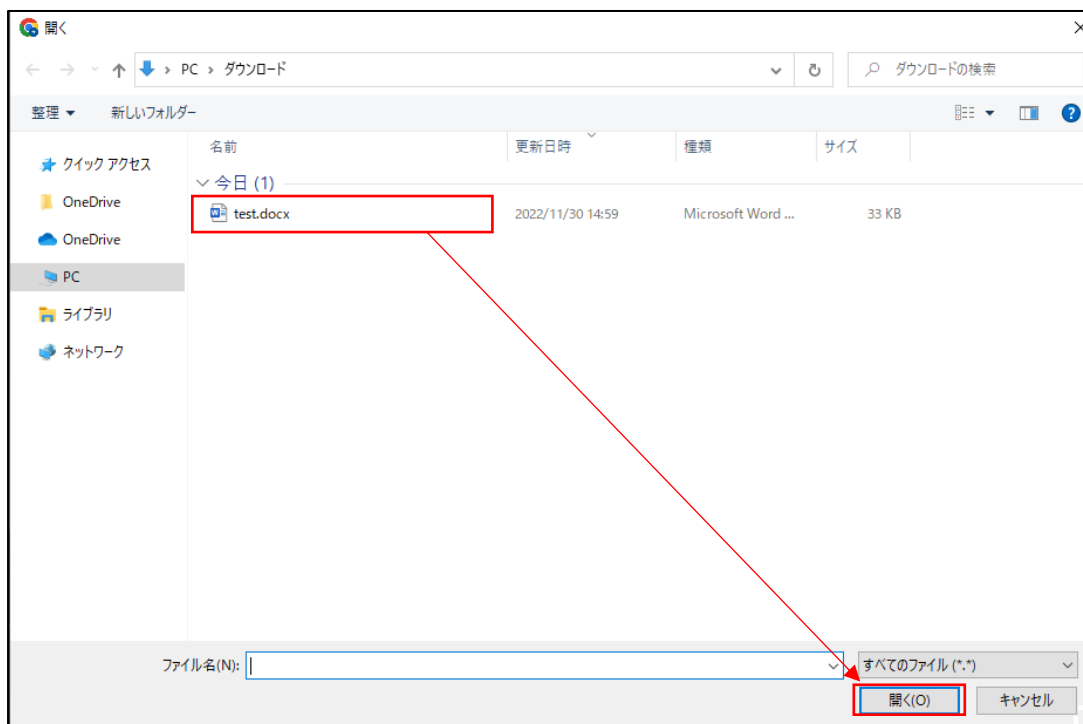 開く
PC › ダウンロード
ダウンロードの検索
整理 新しいフォルダー
名前 更新日時 種類 サイズ
クイック アクセス
今日 (1)
OneDrive
test.docx 2022/11/30 14:59 Microsoft Word ... 33 KB
OneDrive
PC
ライブラリ
ネットワーク
ファイル名(N): すべてのファイル (*.*)
開く(O) キャンセル